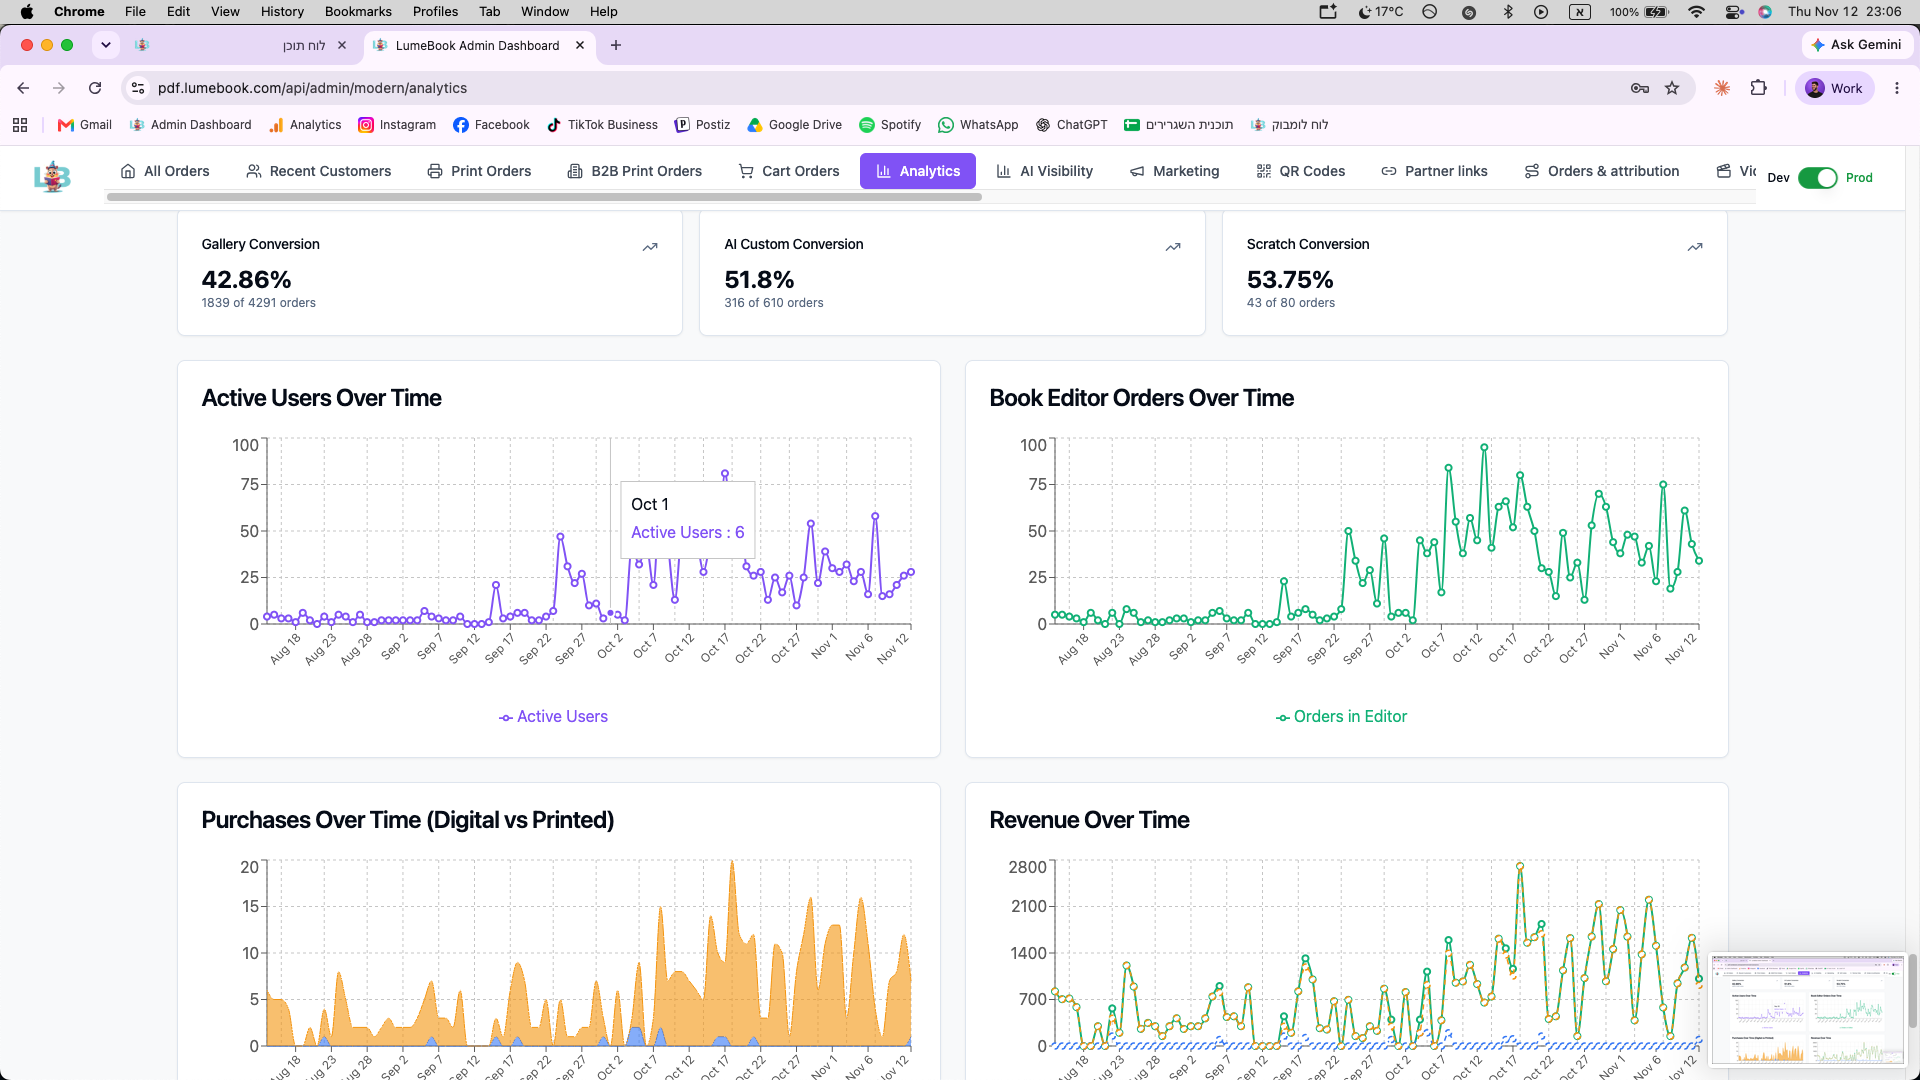 Chrome File Edit View History Bookmarks Profiles Tab Window Help 17°C 100% Thu Nov 12 23:06
לוח תוכן LumeBook Admin Dashboard Ask Gemini
pdf.lumebook.com/api/admin/modern/analytics Work
Gmail Admin Dashboard Analytics Instagram Facebook TikTok Business Postiz Google Drive Spotify WhatsApp ChatGPT תוכנית השגרירים לוח לומבוק
All Orders Recent Customers Print Orders B2B Print Orders Cart Orders Analytics AI Visibility Marketing QR Codes Partner links Orders & attribution Dev Prod
Gallery Conversion
42.86%
1839 of 4291 orders
AI Custom Conversion
51.8%
316 of 610 orders
Scratch Conversion
53.75%
43 of 80 orders
Active Users Over Time
100
75
50
25
0
Oct 1
Active Users : 6
Aug 18 Aug 23 Aug 28 Sep 2 Sep 7 Sep 12 Sep 17 Sep 22 Sep 27 Oct 2 Oct 7 Oct 12 Oct 17 Oct 22 Oct 27 Nov 1 Nov 6 Nov 12
Active Users
Book Editor Orders Over Time
100
75
50
25
0
Aug 18 Aug 23 Aug 28 Sep 2 Sep 7 Sep 12 Sep 17 Sep 22 Sep 27 Oct 2 Oct 7 Oct 12 Oct 17 Oct 22 Oct 27 Nov 1 Nov 6 Nov 12
Orders in Editor
Purchases Over Time (Digital vs Printed)
20
15
10
5
0
Aug 18 Aug 23 Aug 28 Sep 2 Sep 7 Sep 12 Sep 17 Sep 22 Sep 27 Oct 2 Oct 7 Oct 12 Oct 17 Oct 22 Oct 27 Nov 1 Nov 6 Nov 12
Revenue Over Time
2800
2100
1400
700
0
Aug 18 Aug 23 Aug 28 Sep 2 Sep 7 Sep 12 Sep 17 Sep 22 Sep 27 Oct 2 Oct 7 Oct 12 Oct 17 Oct 22 Oct 27 Nov 1 Nov 6 Nov 12